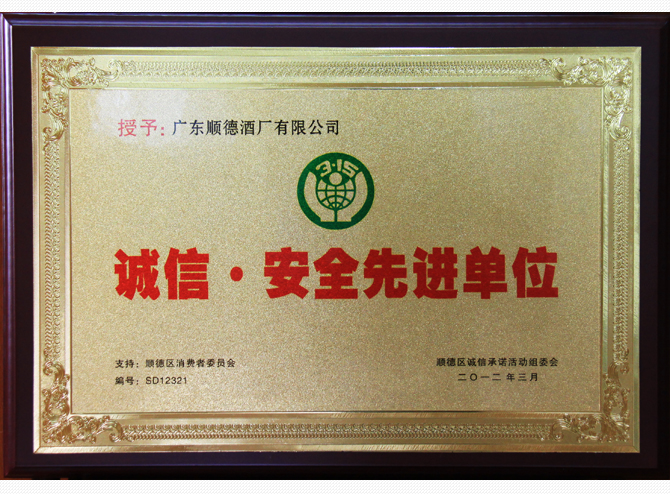 授予：广东顺德酒厂有限公司
3·15
诚信·安全先进单位
支持：顺德区消费者委员会
编号：SD12321
顺德区诚信承诺活动组委会
二〇一二年三月